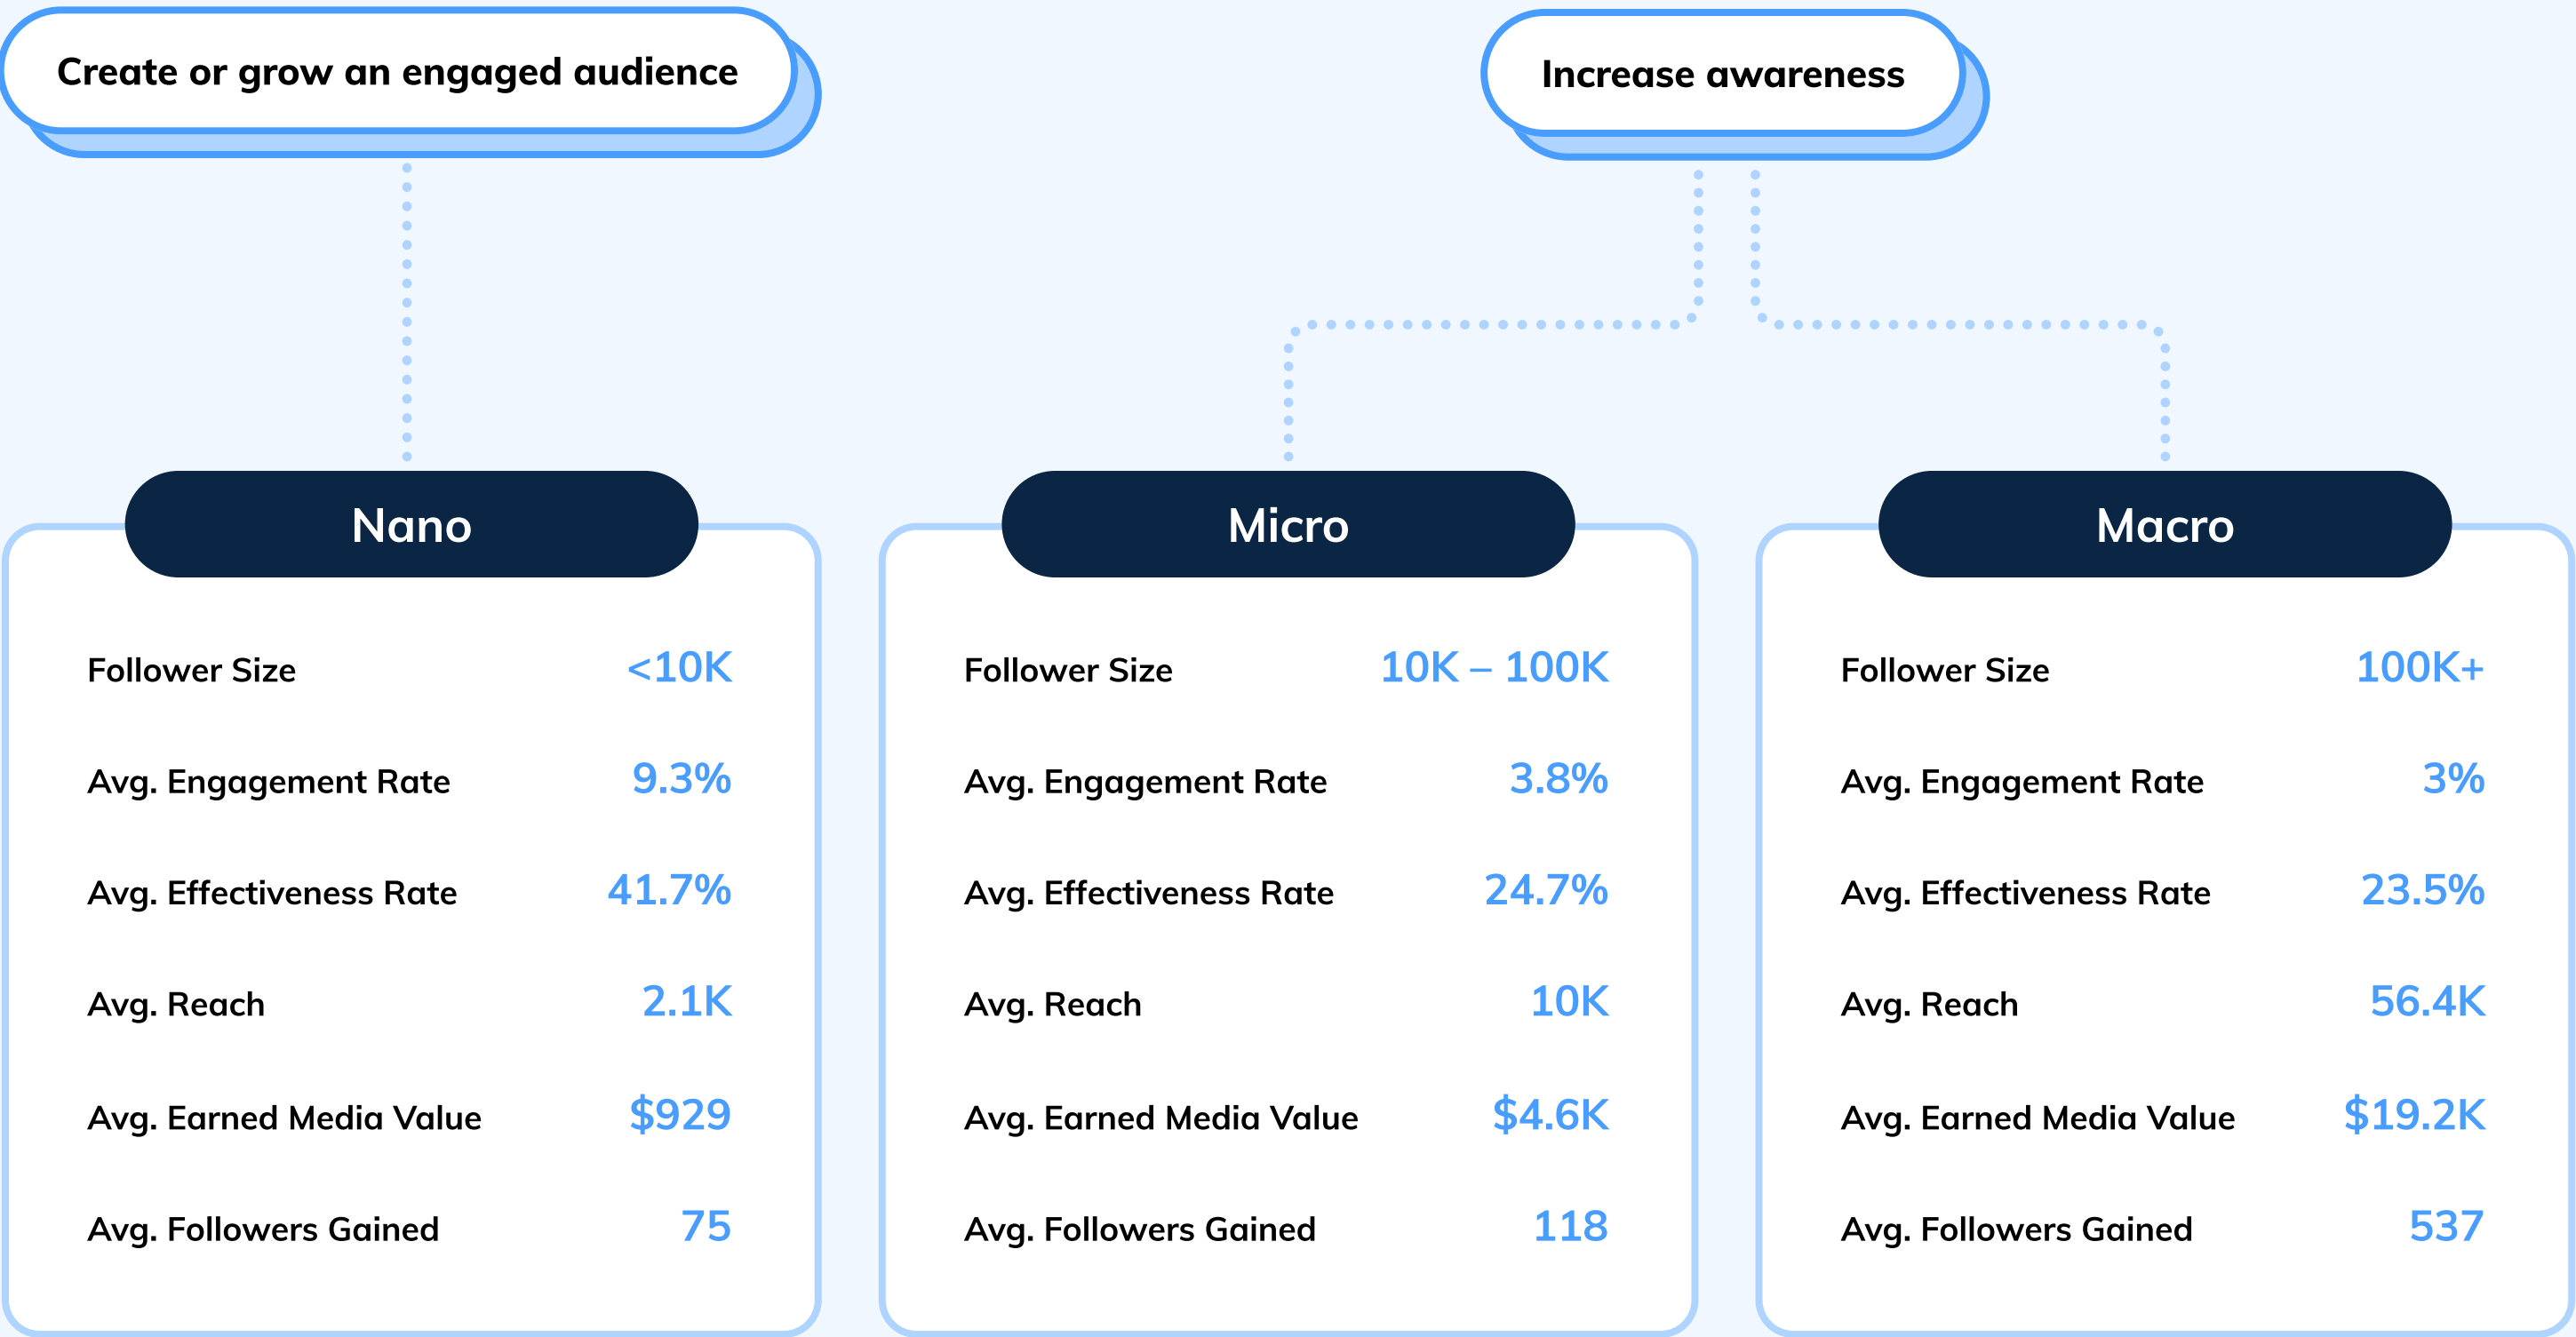 Create or grow an engaged audience
Increase awareness
Nano
Follower Size <10K
Avg. Engagement Rate 9.3%
Avg. Effectiveness Rate 41.7%
Avg. Reach 2.1K
Avg. Earned Media Value $929
Avg. Followers Gained 75
Micro
Follower Size 10K – 100K
Avg. Engagement Rate 3.8%
Avg. Effectiveness Rate 24.7%
Avg. Reach 10K
Avg. Earned Media Value $4.6K
Avg. Followers Gained 118
Macro
Follower Size 100K+
Avg. Engagement Rate 3%
Avg. Effectiveness Rate 23.5%
Avg. Reach 56.4K
Avg. Earned Media Value $19.2K
Avg. Followers Gained 537